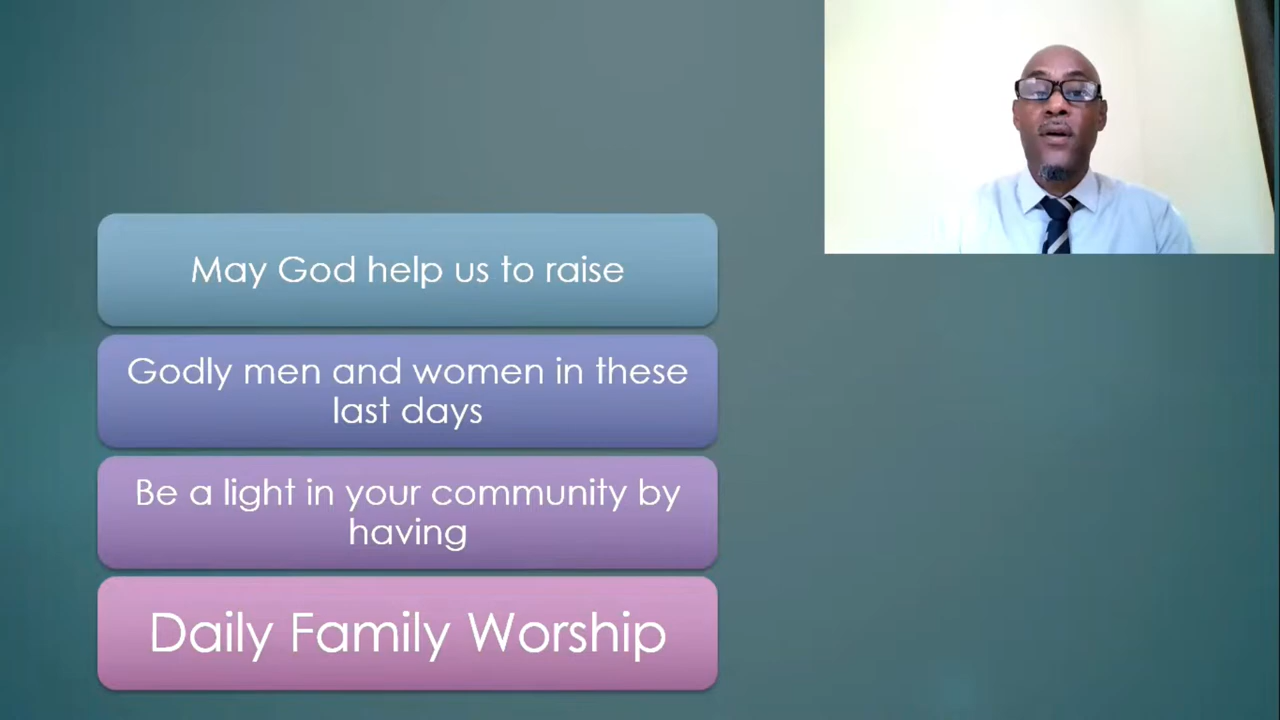 May God help us to raise
Godly men and women in these
last days
Be a light in your community by
having
Daily Family Worship